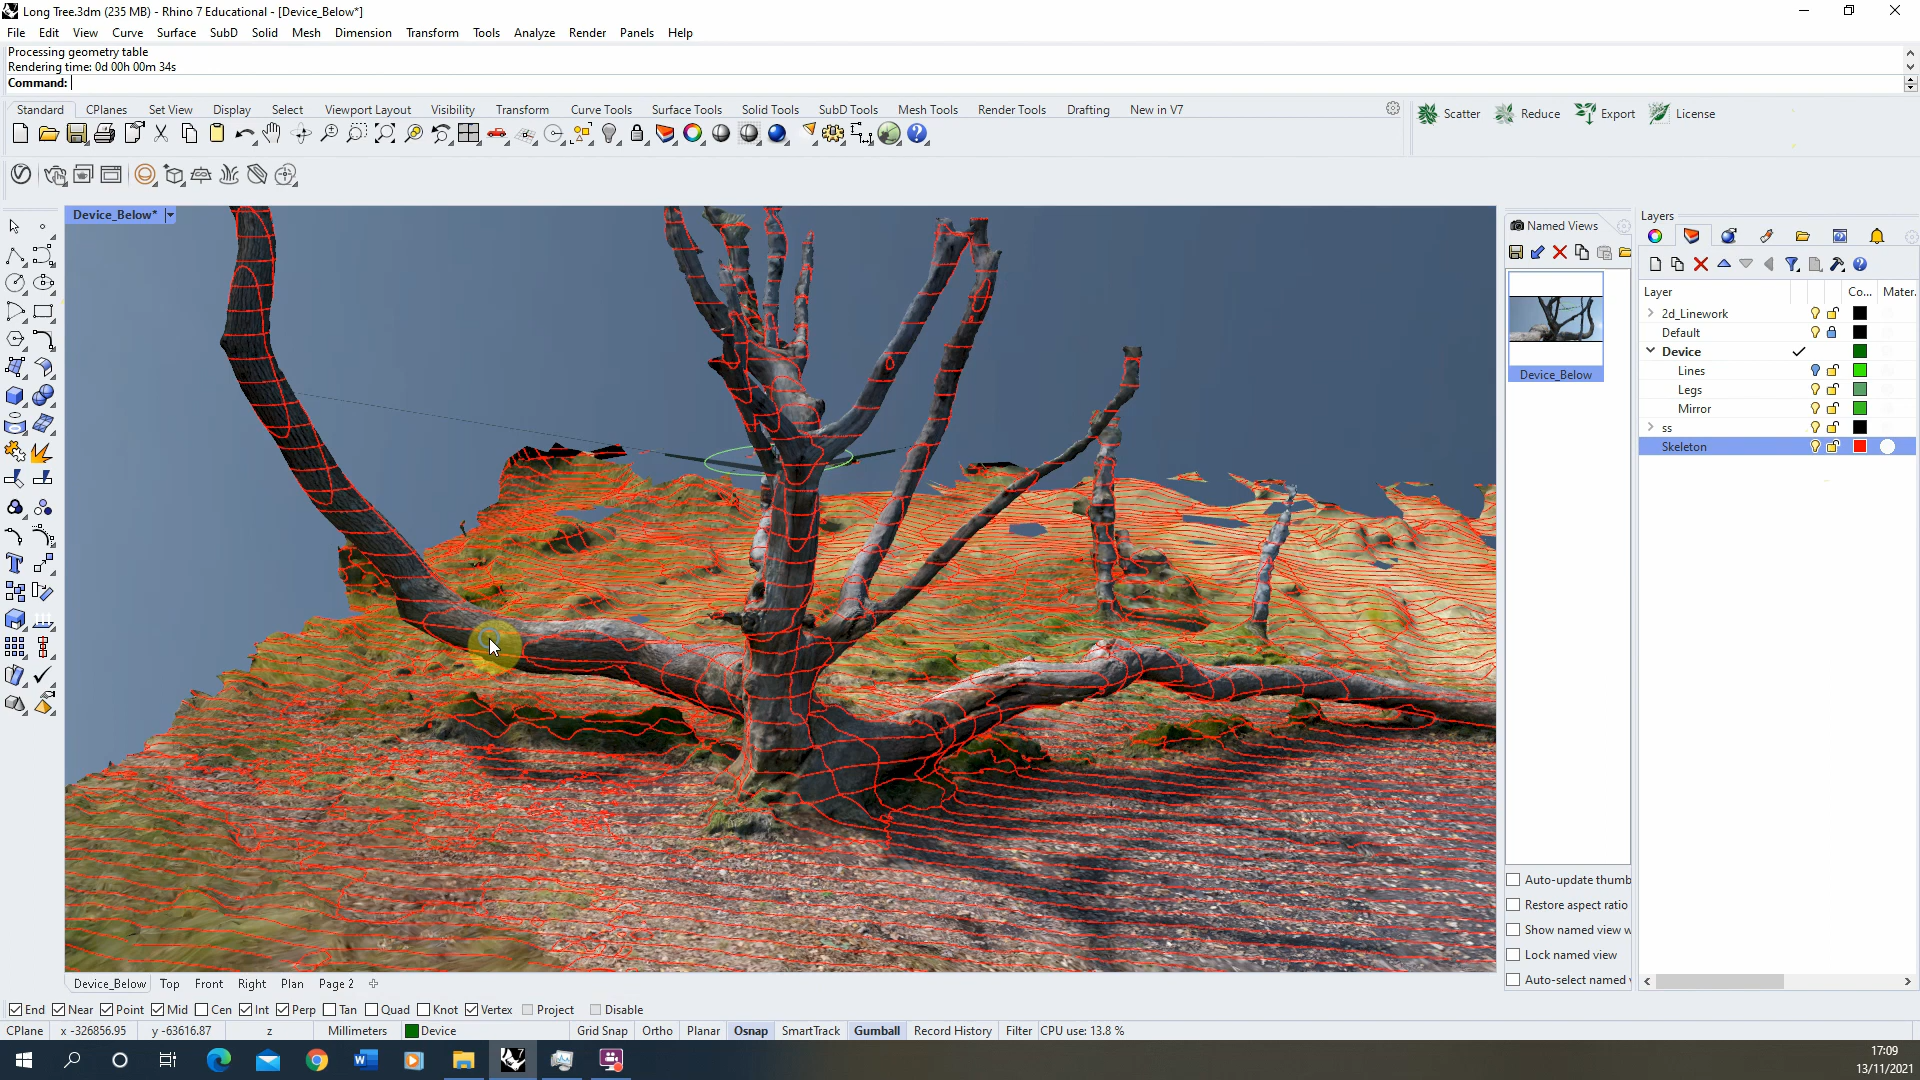 Long Tree.3dm (235 MB) - Rhino 7 Educational - [Device_Below*]
File Edit View Curve Surface SubD Solid Mesh Dimension Transform Tools Analyze Render Panels Help
Processing geometry table
Rendering time: 0d 00h 00m 34s
Command:
Standard CPlanes Set View Display Select Viewport Layout Visibility Transform Curve Tools Surface Tools Solid Tools SubD Tools Mesh Tools Render Tools Drafting New in V7
Scatter Reduce Export License
Device_Below*
Named Views
Device_Below
Auto-update thumb
Restore aspect ratio
Show named view w
Lock named view
Auto-select named
Layers
Layer Co... Mater.
2d_Linework
Default
Device
Lines
Legs
Mirror
ss
Skeleton
Device_Below Top Front Right Plan Page 2
End Near Point Mid Cen Int Perp Tan Quad Knot Vertex Project Disable
CPlane x -326856.95 y -63616.87 z Millimeters Device Grid Snap Ortho Planar Osnap SmartTrack Gumball Record History Filter CPU use: 13.8 %
17:09
13/11/2021